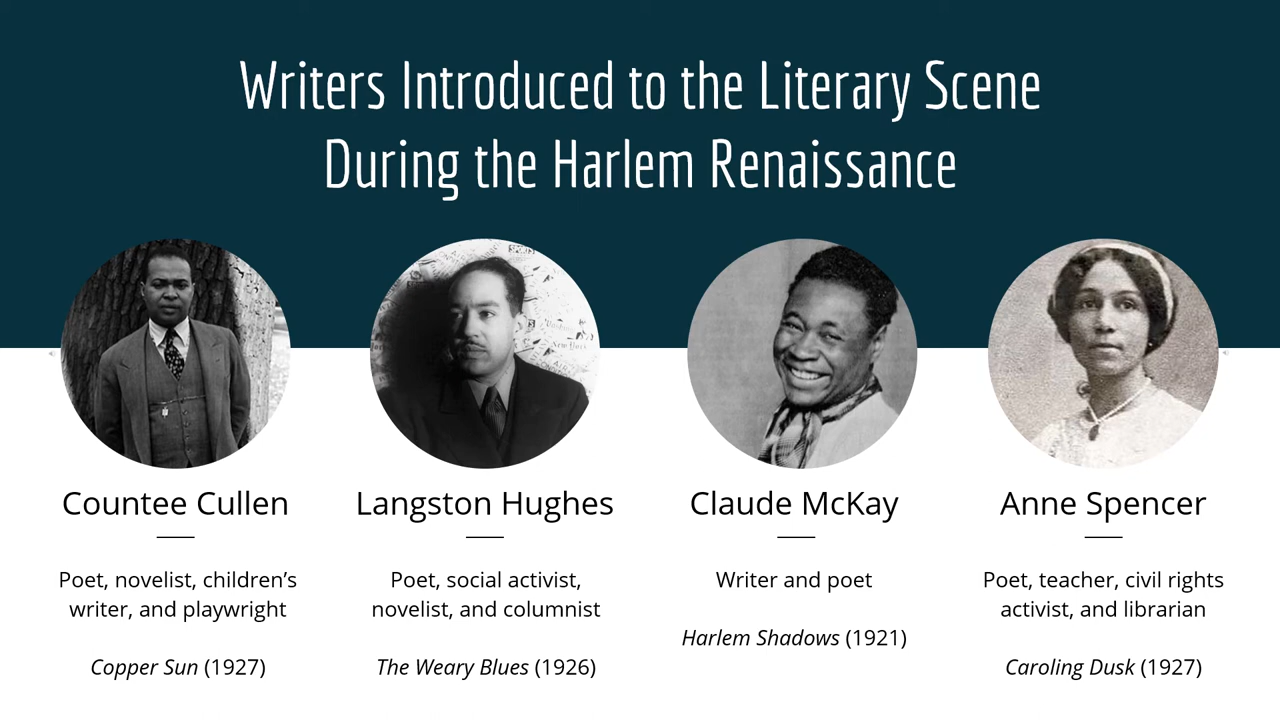 Writers Introduced to the Literary Scene
During the Harlem Renaissance
Countee Cullen
Poet, novelist, children’s
writer, and playwright
Copper Sun (1927)
Langston Hughes
Poet, social activist,
novelist, and columnist
The Weary Blues (1926)
Claude McKay
Writer and poet
Harlem Shadows (1921)
Anne Spencer
Poet, teacher, civil rights
activist, and librarian
Caroling Dusk (1927)